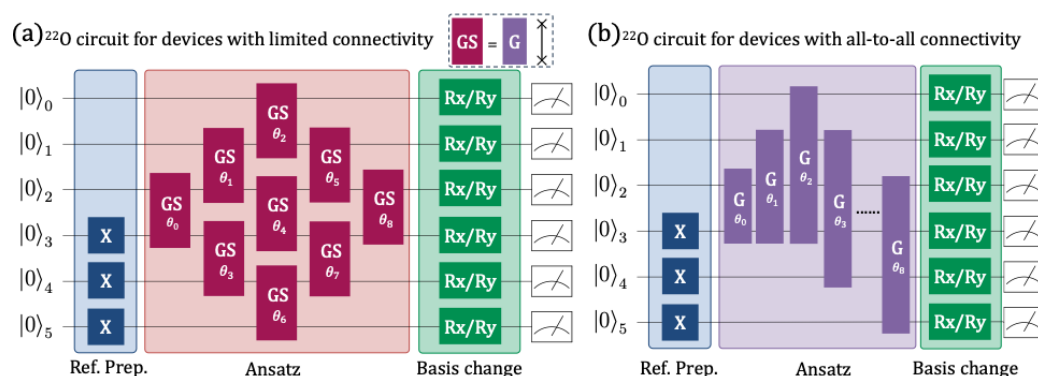 (a) ²²O circuit for devices with limited connectivity
GS = G
|0⟩₀
|0⟩₁
|0⟩₂
|0⟩₃
|0⟩₄
|0⟩₅
X
X
X
GS θ₀
GS θ₁
GS θ₂
GS θ₃
GS θ₄
GS θ₅
GS θ₆
GS θ₇
GS θ₈
Rx/Ry
Rx/Ry
Rx/Ry
Rx/Ry
Rx/Ry
Rx/Ry
Ref. Prep. Ansatz Basis change
(b) ²²O circuit for devices with all-to-all connectivity
|0⟩₀
|0⟩₁
|0⟩₂
|0⟩₃
|0⟩₄
|0⟩₅
X
X
X
G θ₀
G θ₁
G θ₂
G θ₃
......
G θ₈
Rx/Ry
Rx/Ry
Rx/Ry
Rx/Ry
Rx/Ry
Rx/Ry
Ref. Prep. Ansatz Basis change